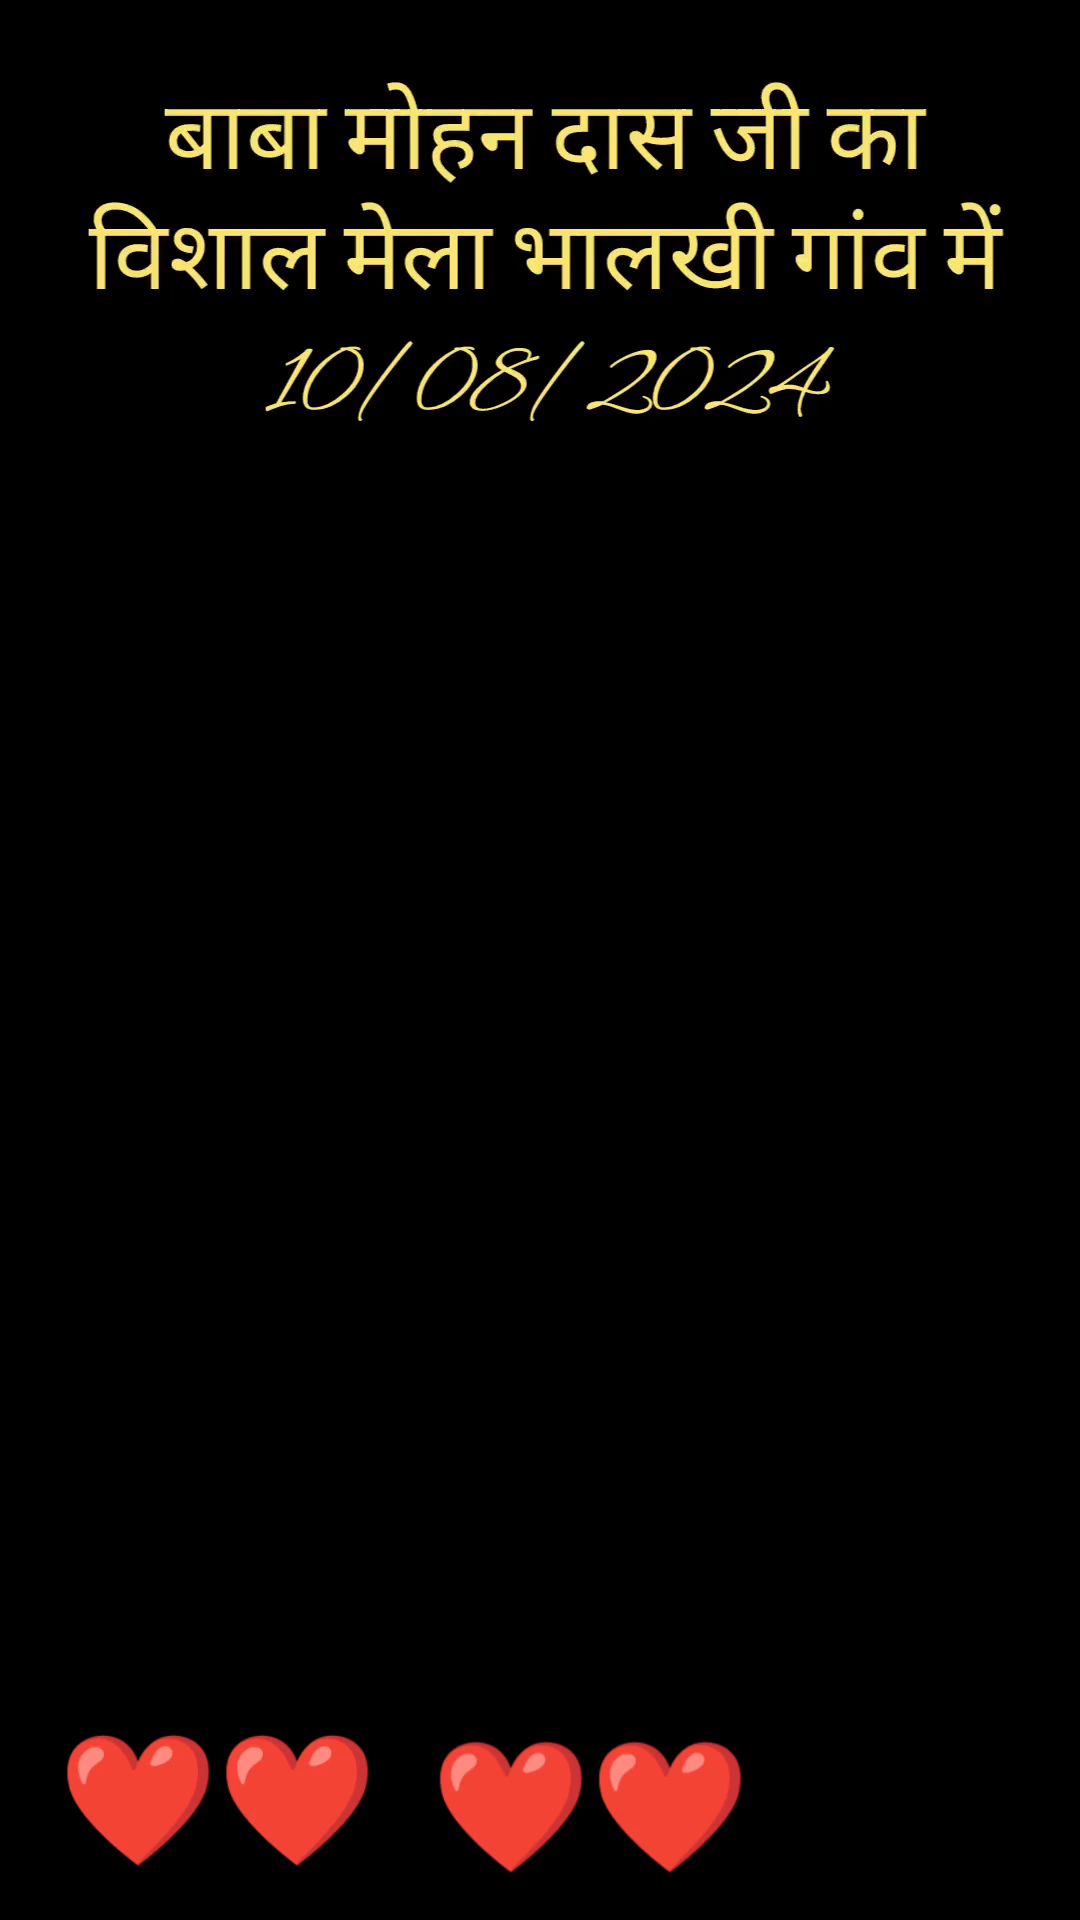 बाबा मोहन दास जी का
विशाल मेला भालखी गांव में
10/08/2024
❤️❤️ ❤️❤️